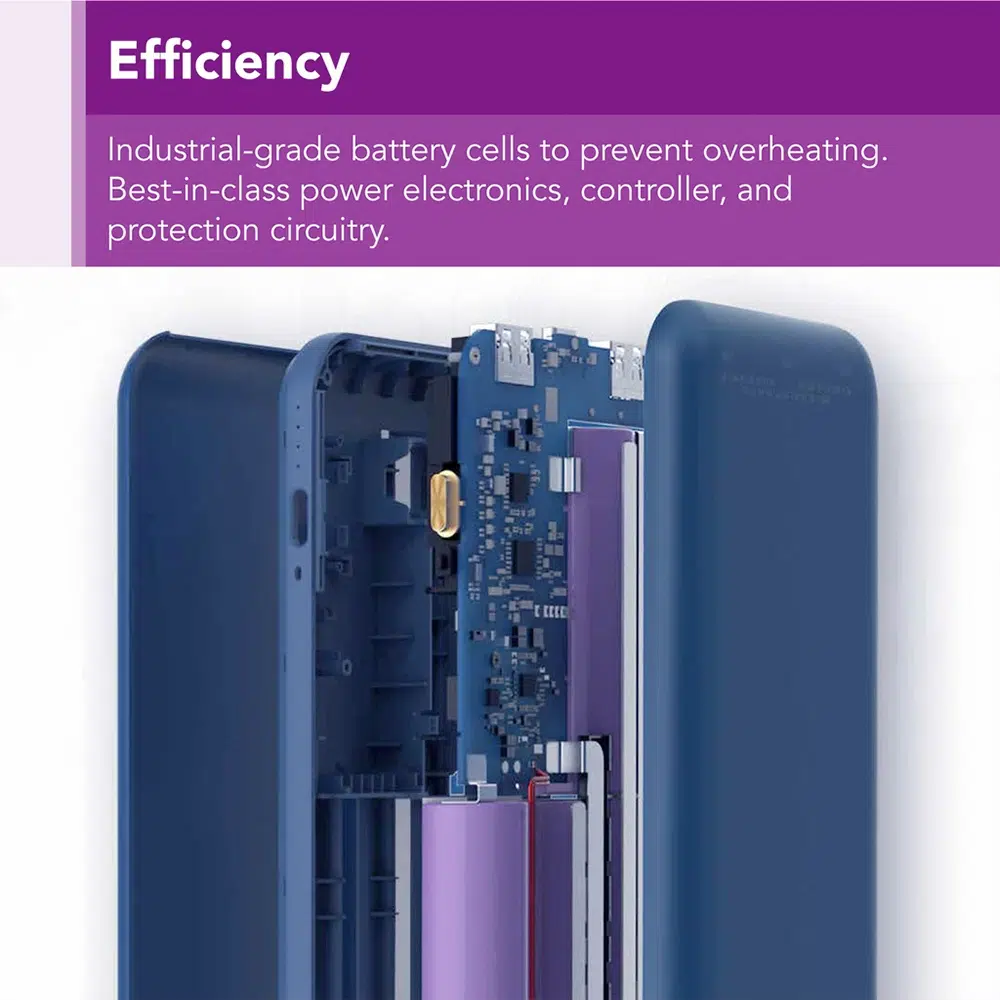 Efficiency
Industrial-grade battery cells to prevent overheating.
Best-in-class power electronics, controller, and
protection circuitry.